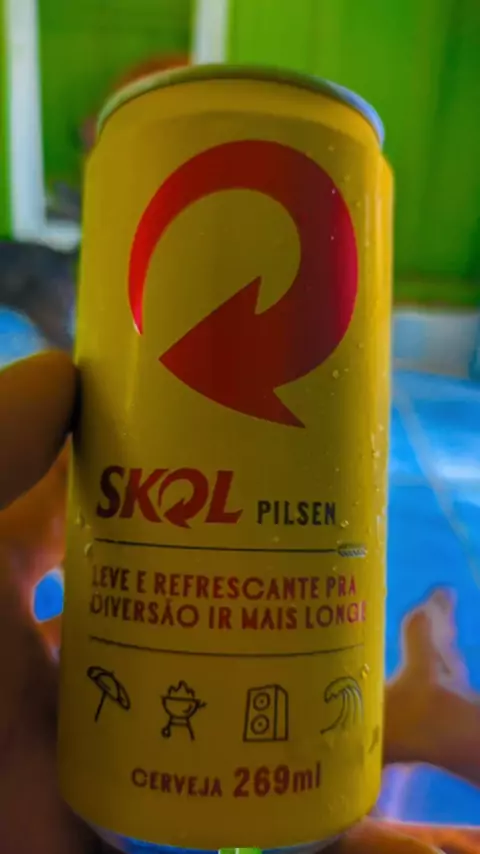 SKOL PILSEN
LEVE E REFRESCANTE PRA
DIVERSÃO IR MAIS LONGE
CERVEJA 269ml